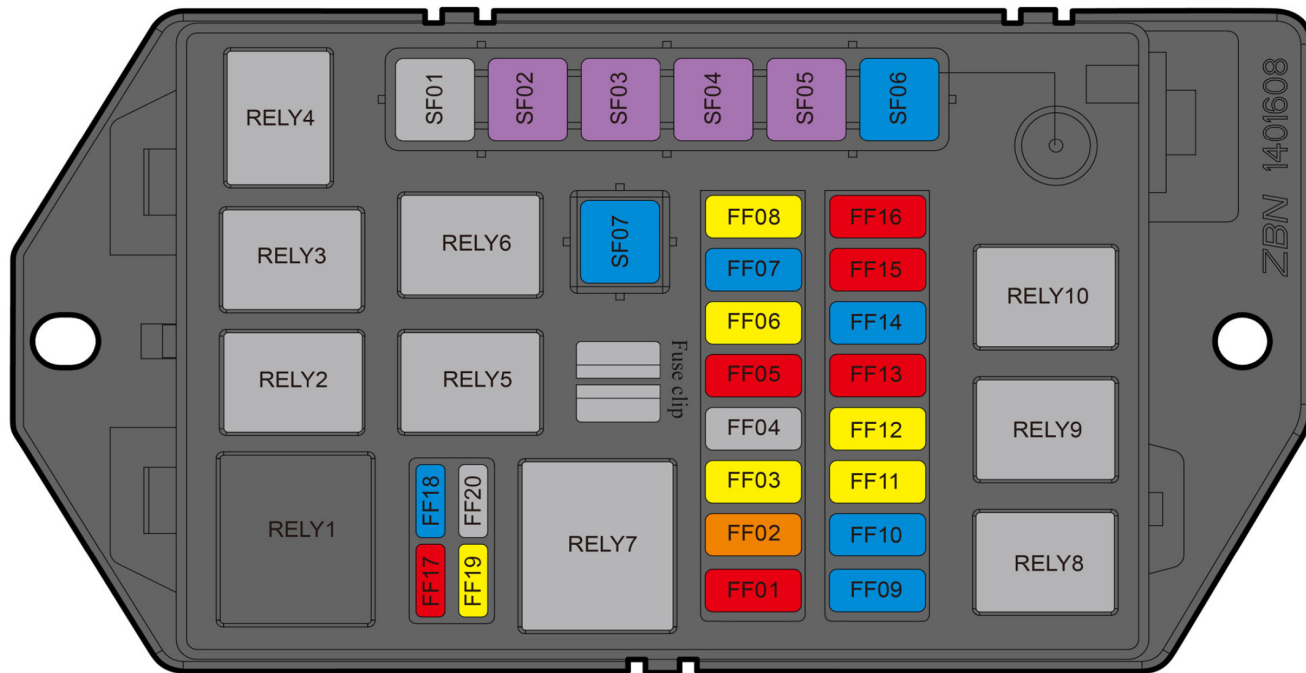 RELY4
SF01
SF02
SF03
SF04
SF05
SF06
ZBN 1401608
RELY3
RELY6
SF07
FF08
FF16
FF07
FF15
RELY10
FF06
FF14
RELY2
RELY5
Fuse clip
FF05
FF13
FF04
FF12
RELY9
FF03
FF11
RELY1
FF18
FF20
FF17
FF19
RELY7
FF02
FF10
RELY8
FF01
FF09